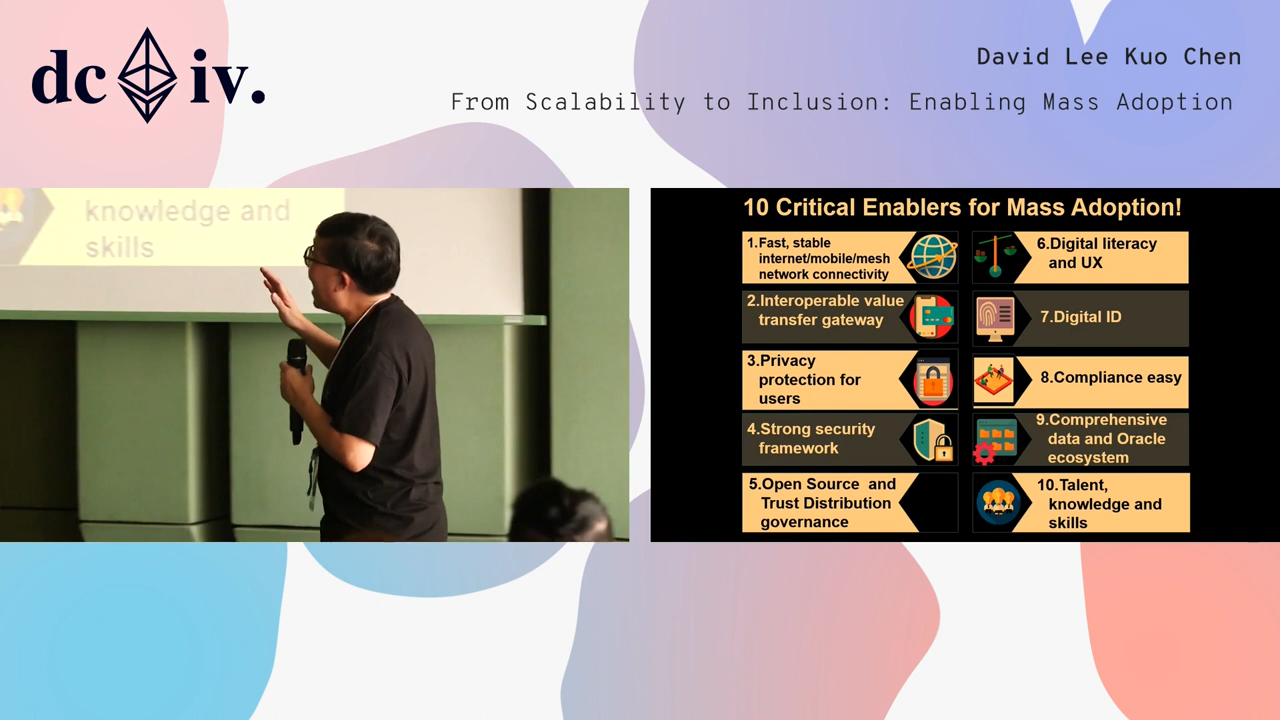 dc iv.
David Lee Kuo Chen
From Scalability to Inclusion: Enabling Mass Adoption
knowledge and
skills
10 Critical Enablers for Mass Adoption!
1.Fast, stable
internet/mobile/mesh
network connectivity
2.Interoperable value
transfer gateway
3.Privacy
protection for
users
4.Strong security
framework
5.Open Source and
Trust Distribution
governance
6.Digital literacy
and UX
7.Digital ID
8.Compliance easy
9.Comprehensive
data and Oracle
ecosystem
10.Talent,
knowledge and
skills